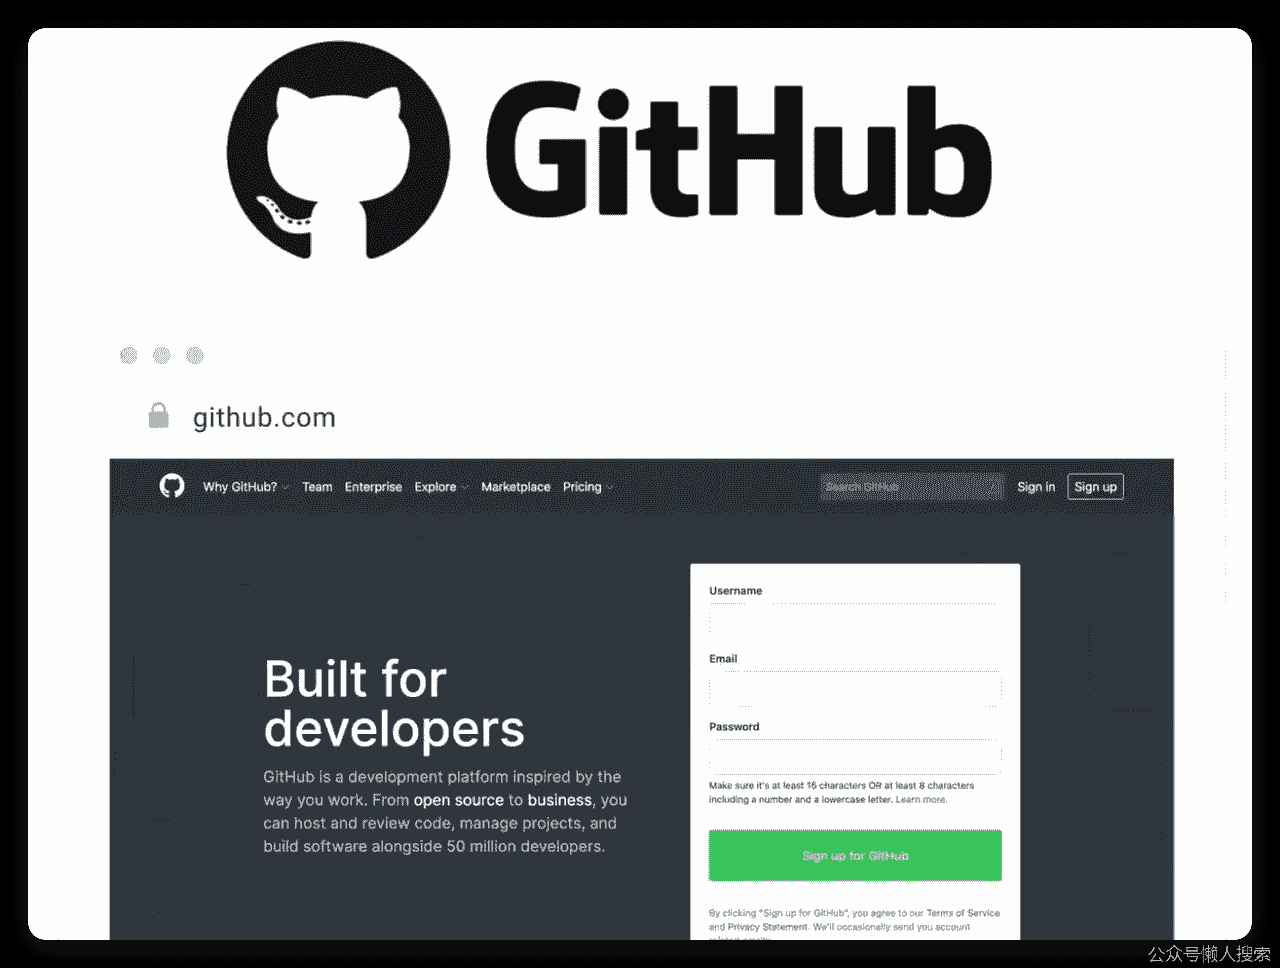 GitHub
github.com
Why GitHub? Team Enterprise Explore Marketplace Pricing Search GitHub Sign in Sign up
Built for
developers
GitHub is a development platform inspired by the
way you work. From open source to business, you
can host and review code, manage projects, and
build software alongside 50 million developers.
Username
Email
Password
Make sure it's at least 15 characters OR at least 8 characters
including a number and a lowercase letter. Learn more.
Sign up for GitHub
By clicking "Sign up for GitHub", you agree to our Terms of Service
and Privacy Statement. We'll occasionally send you account
公众号懒人搜索